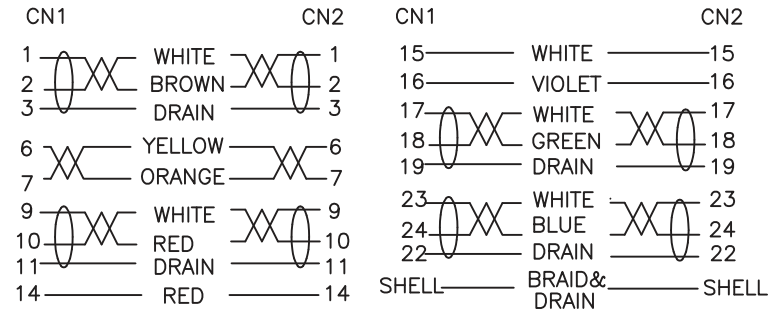 CN1 CN2
1 WHITE 1
2 BROWN 2
3 DRAIN 3
6 YELLOW 6
7 ORANGE 7
9 WHITE 9
10 RED 10
11 DRAIN 11
14 RED 14
CN1 CN2
15 WHITE 15
16 VIOLET 16
17 WHITE 17
18 GREEN 18
19 DRAIN 19
23 WHITE 23
24 BLUE 24
22 DRAIN 22
SHELL BRAID& SHELL
DRAIN